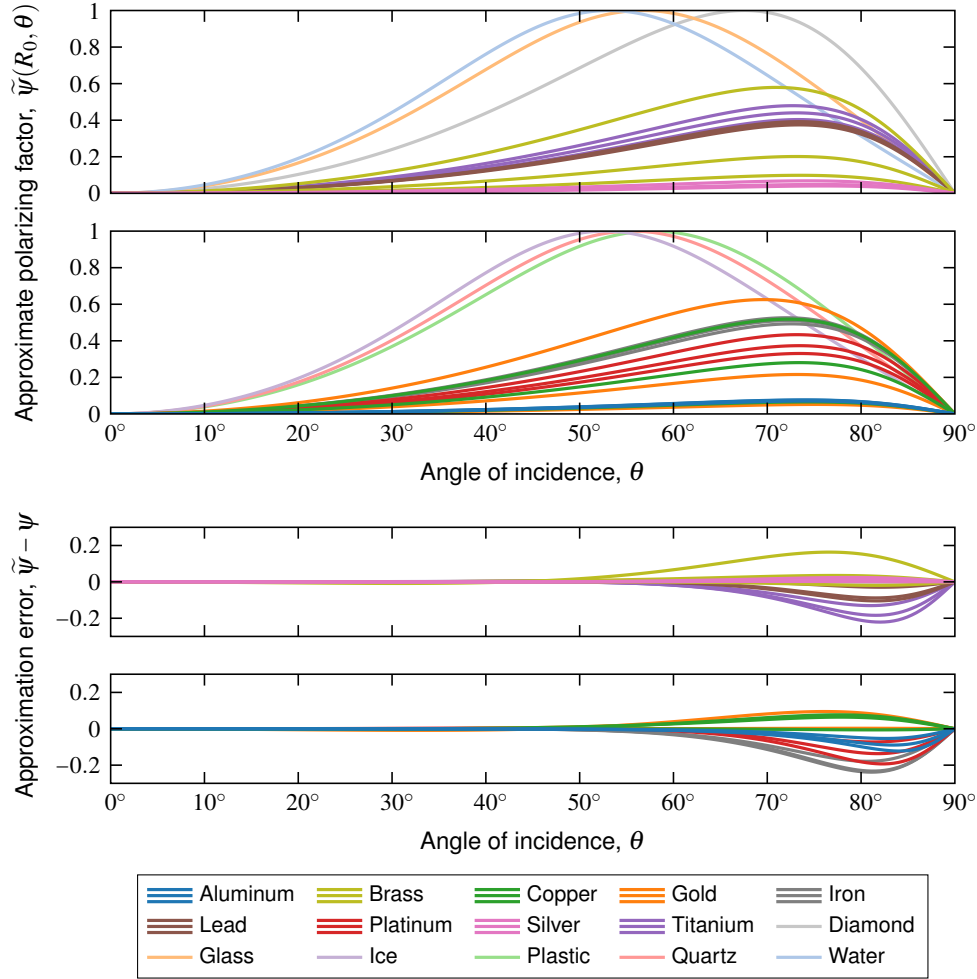 Approximate polarizing factor, ψ̃(R₀, θ)
1
0.8
0.6
0.4
0.2
0
1
0.8
0.6
0.4
0.2
0
0° 10° 20° 30° 40° 50° 60° 70° 80° 90°
Angle of incidence, θ
Approximation error, ψ̃ − ψ
0.2
0
−0.2
0.2
0
−0.2
0° 10° 20° 30° 40° 50° 60° 70° 80° 90°
Angle of incidence, θ
Aluminum Brass Copper Gold Iron
Lead Platinum Silver Titanium Diamond
Glass Ice Plastic Quartz Water